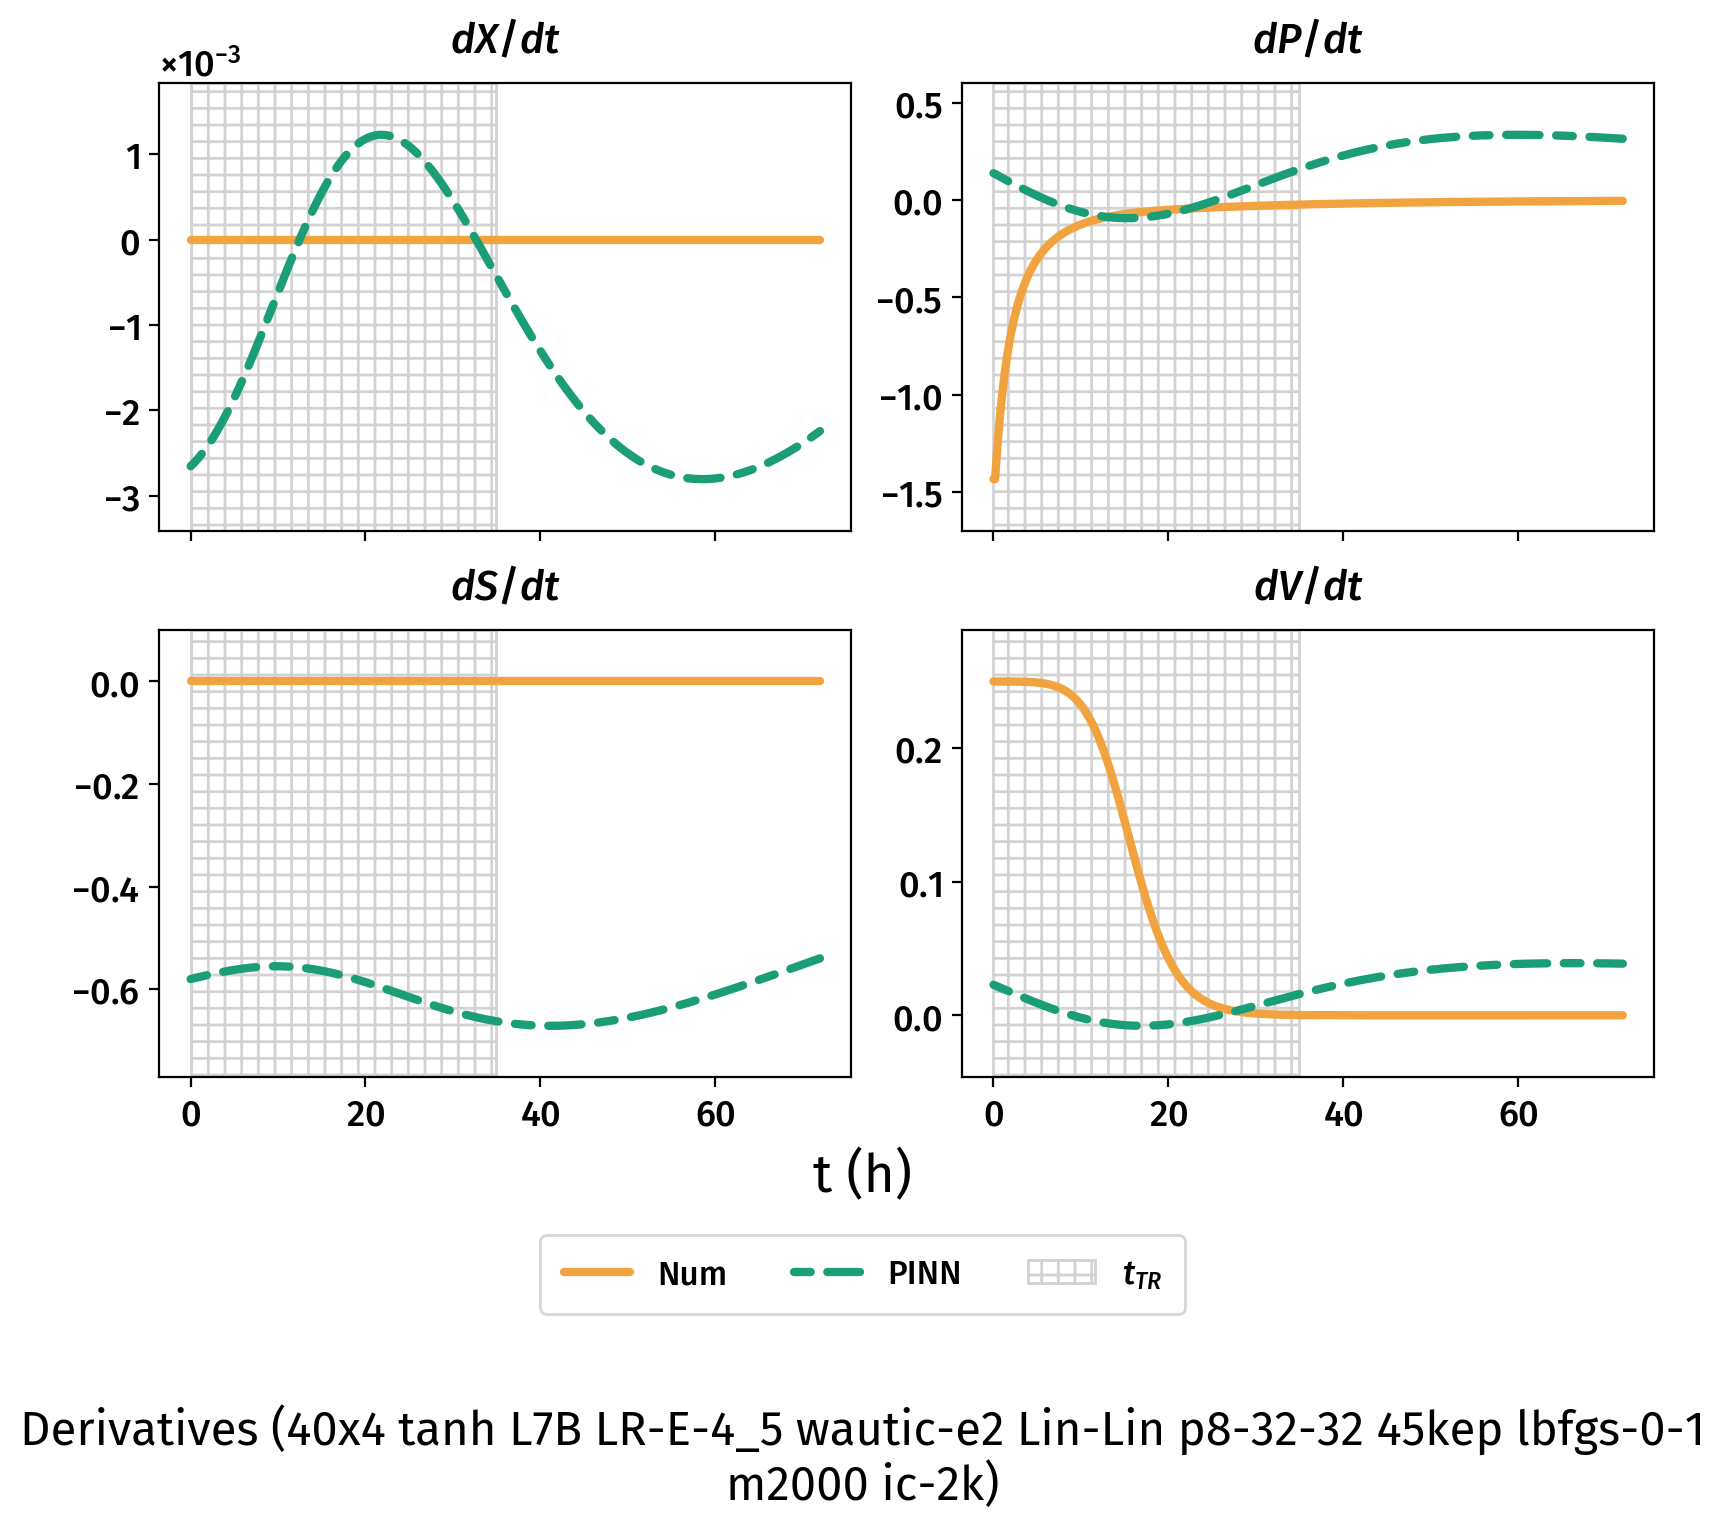 dX/dt
×10⁻³
1
0
−1
−2
−3
dP/dt
0.5
0.0
−0.5
−1.0
−1.5
dS/dt
0.0
−0.2
−0.4
−0.6
0 20 40 60
dV/dt
0.2
0.1
0.0
0 20 40 60
t (h)
Num PINN t_TR
Derivatives (40x4 tanh L7B LR-E-4_5 wautic-e2 Lin-Lin p8-32-32 45kep lbfgs-0-1
m2000 ic-2k)